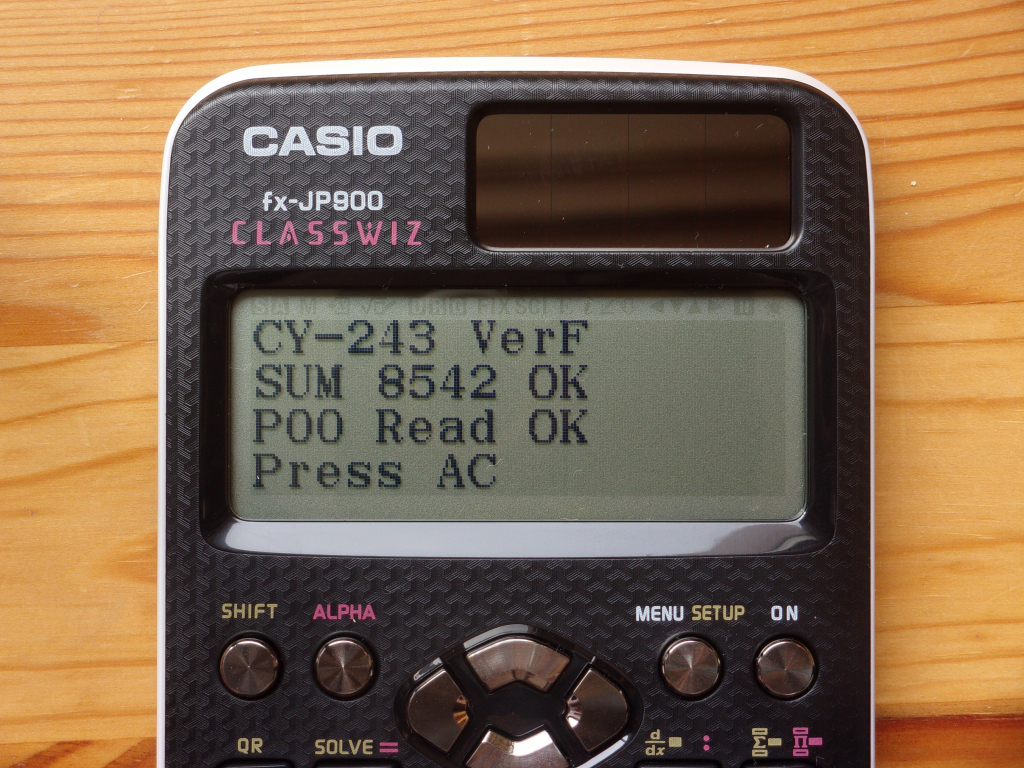 CASIO
fx-JP900
CLASSWIZ
CY-243 VerF
SUM 8542 OK
P00 Read OK
Press AC
SHIFT ALPHA MENU SETUP ON
QR SOLVE = d/dx : Σ Π